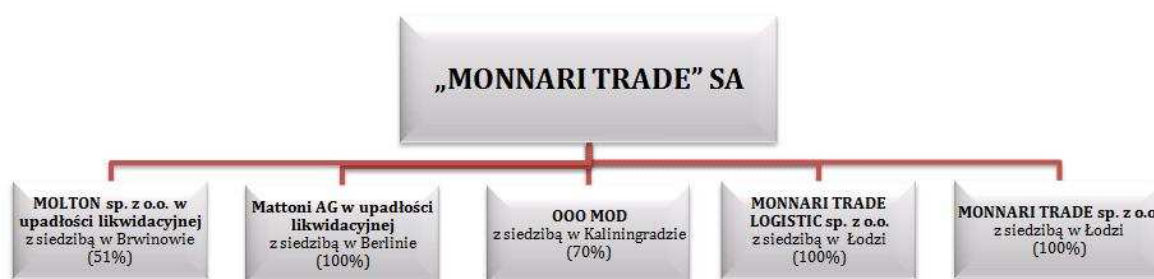 „MONNARI TRADE” SA
MOLTON sp. z o.o. w
upadłości likwidacyjnej
z siedzibą w Brwinowie
(51%)
Mattoni AG w upadłości
likwidacyjnej
z siedzibą w Berlinie
(100%)
OOO MOD
z siedzibą w Kaliningradzie
(70%)
MONNARI TRADE
LOGISTIC sp. z o.o.
z siedzibą w Łodzi
(100%)
MONNARI TRADE sp. z o.o
z siedzibą w Łodzi
(100%)